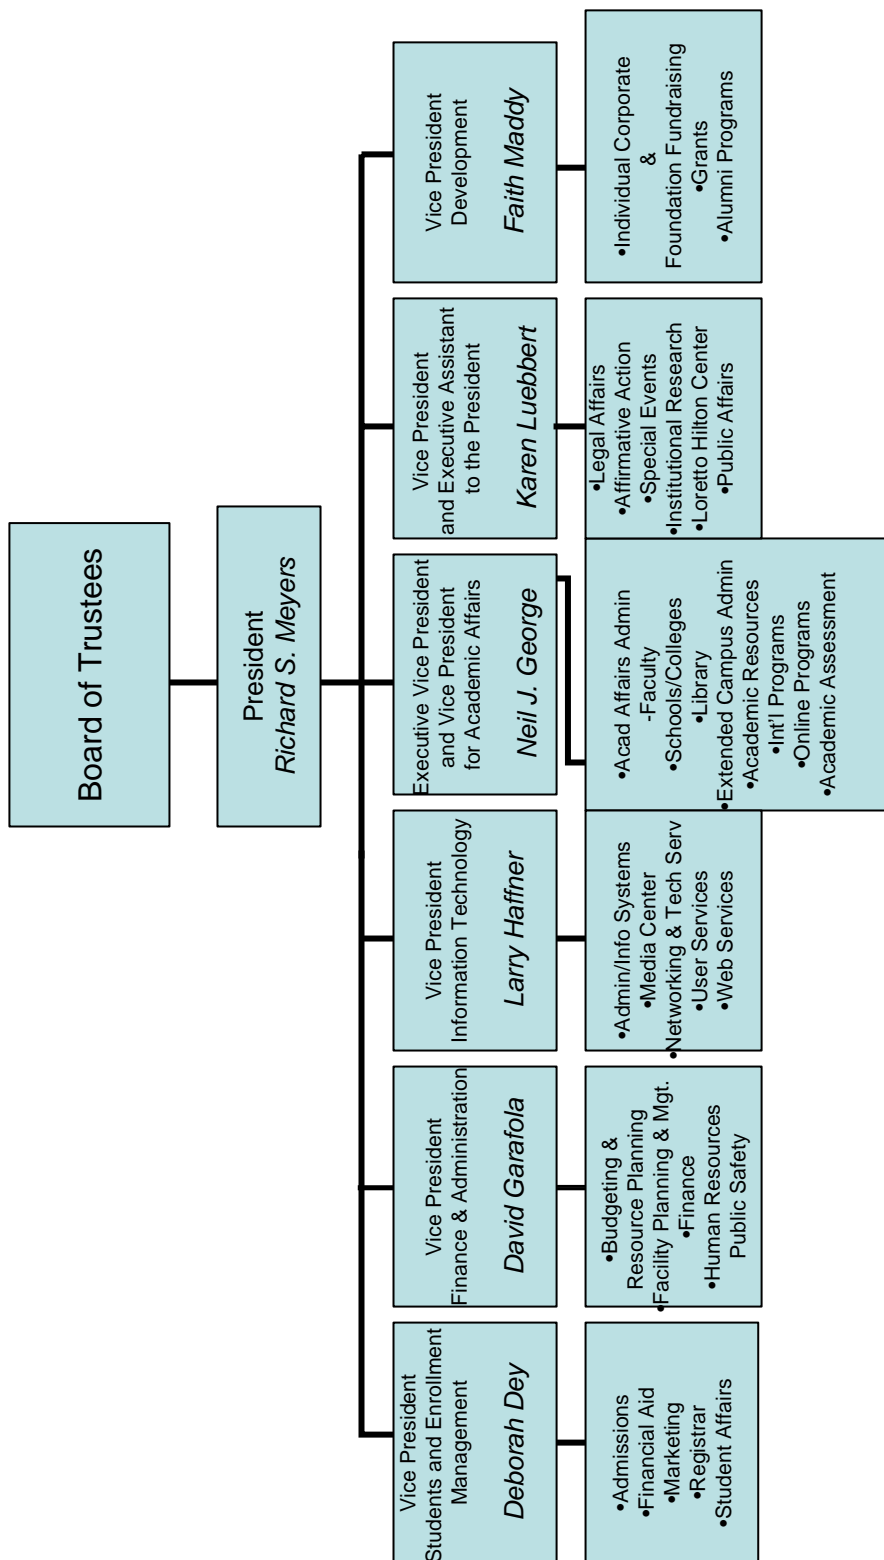 Board of Trustees
President
Richard S. Meyers
Vice President
Students and Enrollment
Management
Deborah Dey
Vice President
Finance & Administration
David Garafola
Vice President
Information Technology
Larry Haffner
Executive Vice President
and Vice President
for Academic Affairs
Neil J. George
Vice President
and Executive Assistant
to the President
Karen Luebbert
Vice President
Development
Faith Maddy
•Admissions
•Financial Aid
•Marketing
•Registrar
•Student Affairs
•Budgeting &
Resource Planning
•Facility Planning & Mgt.
•Finance
•Human Resources
Public Safety
•Admin/Info Systems
•Media Center
•Networking & Tech Serv
•User Services
•Web Services
•Acad Affairs Admin
-Faculty
•Schools/Colleges
•Library
•Extended Campus Admin
•Academic Resources
•Int'l Programs
•Online Programs
•Academic Assessment
•Legal Affairs
•Affirmative Action
•Special Events
•Institutional Research
•Loretto Hilton Center
•Public Affairs
•Individual Corporate
&
Foundation Fundraising
•Grants
•Alumni Programs